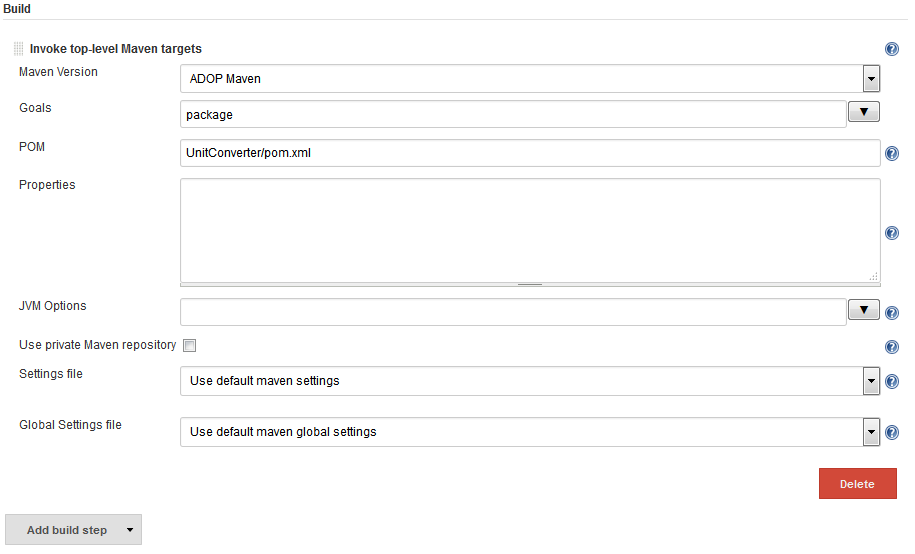 Build
Invoke top-level Maven targets
Maven Version
ADOP Maven
Goals
package
POM
UnitConverter/pom.xml
Properties
JVM Options
Use private Maven repository
Settings file
Use default maven settings
Global Settings file
Use default maven global settings
Delete
Add build step